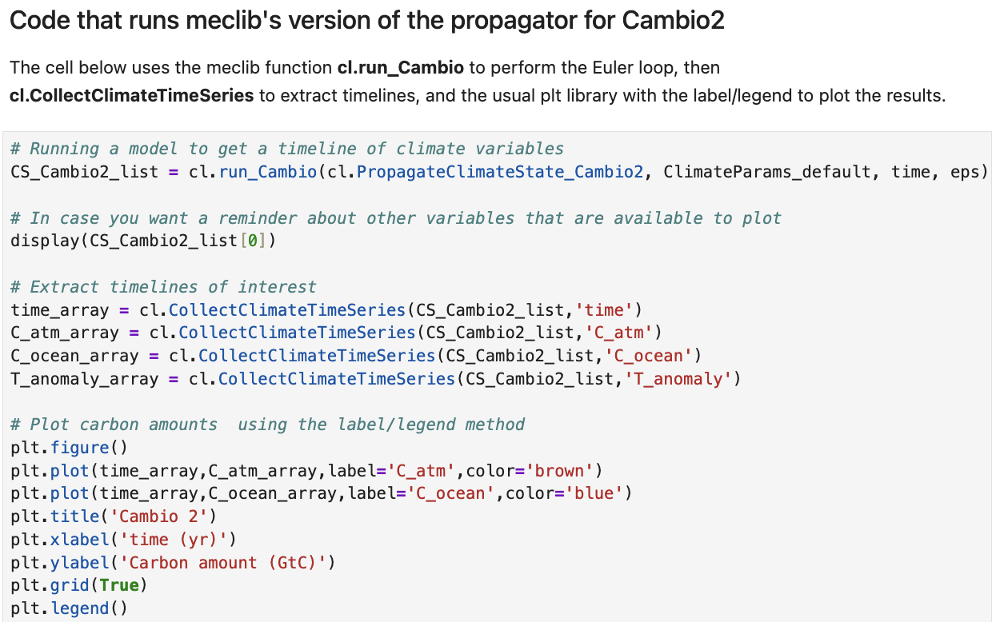 Code that runs meclib's version of the propagator for Cambio2
The cell below uses the meclib function cl.run_Cambio to perform the Euler loop, then
cl.CollectClimateTimeSeries to extract timelines, and the usual plt library with the label/legend to plot the results.
# Running a model to get a timeline of climate variables
CS_Cambio2_list = cl.run_Cambio(cl.PropagateClimateState_Cambio2, ClimateParams_default, time, eps)
# In case you want a reminder about other variables that are available to plot
display(CS_Cambio2_list[0])
# Extract timelines of interest
time_array = cl.CollectClimateTimeSeries(CS_Cambio2_list,'time')
C_atm_array = cl.CollectClimateTimeSeries(CS_Cambio2_list,'C_atm')
C_ocean_array = cl.CollectClimateTimeSeries(CS_Cambio2_list,'C_ocean')
T_anomaly_array = cl.CollectClimateTimeSeries(CS_Cambio2_list,'T_anomaly')
# Plot carbon amounts  using the label/legend method
plt.figure()
plt.plot(time_array,C_atm_array,label='C_atm',color='brown')
plt.plot(time_array,C_ocean_array,label='C_ocean',color='blue')
plt.title('Cambio 2')
plt.xlabel('time (yr)')
plt.ylabel('Carbon amount (GtC)')
plt.grid(True)
plt.legend()